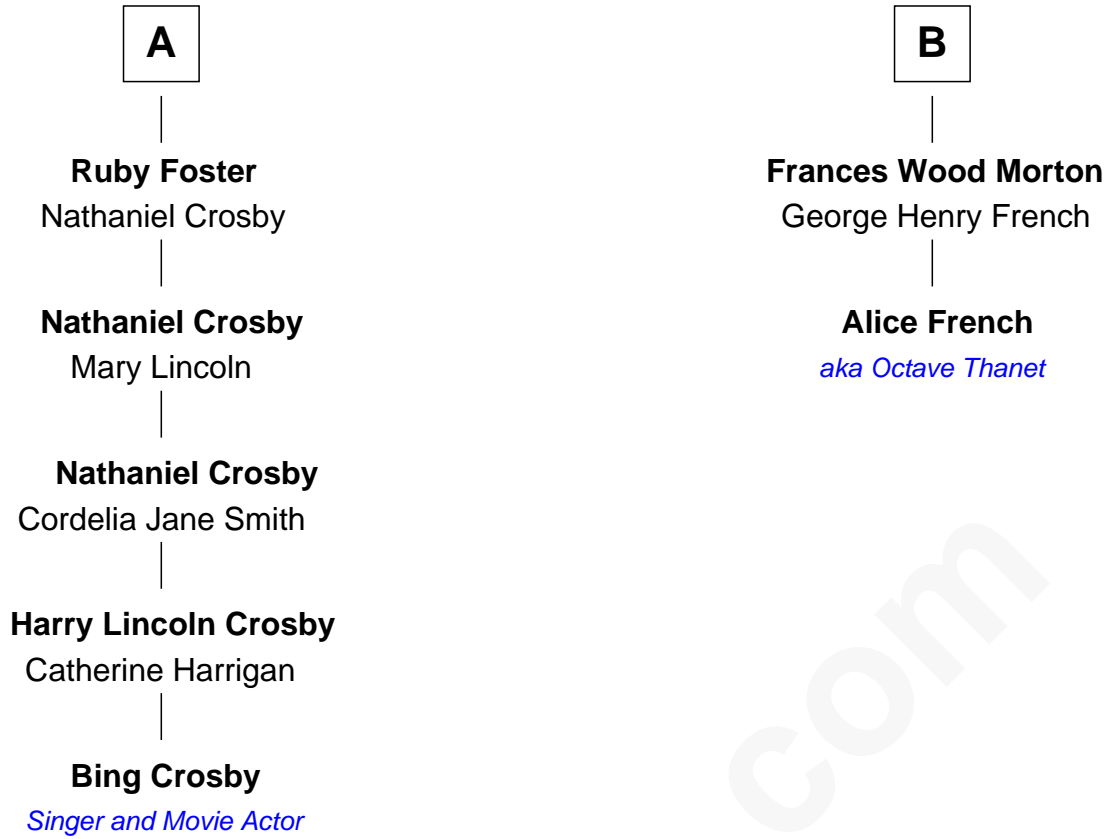 A
Ruby Foster
Nathaniel Crosby
Nathaniel Crosby
Mary Lincoln
Nathaniel Crosby
Cordelia Jane Smith
Harry Lincoln Crosby
Catherine Harrigan
Bing Crosby
Singer and Movie Actor
B
Frances Wood Morton
George Henry French
Alice French
aka Octave Thanet
com